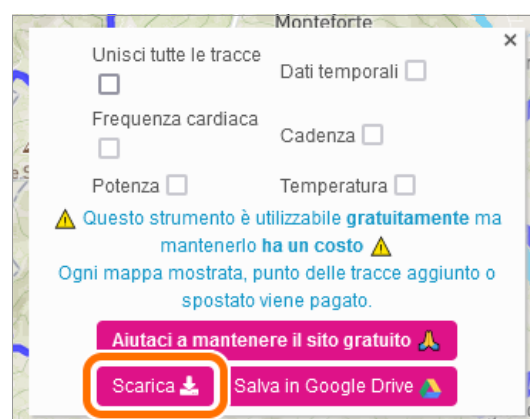 Monteforte
×
Unisci tutte le tracce
Dati temporali
Frequenza cardiaca
Cadenza
Potenza
Temperatura
Questo strumento è utilizzabile gratuitamente ma
mantenerlo ha un costo
Ogni mappa mostrata, punto delle tracce aggiunto o
spostato viene pagato.
Aiutaci a mantenere il sito gratuito
Scarica
Salva in Google Drive